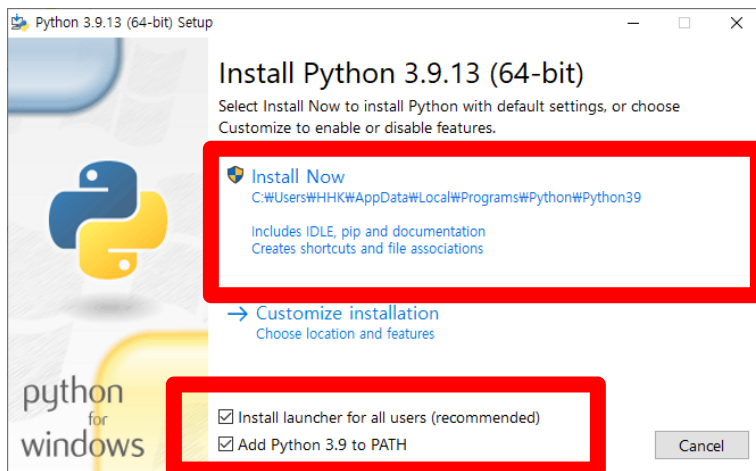 Python 3.9.13 (64-bit) Setup
Install Python 3.9.13 (64-bit)
Select Install Now to install Python with default settings, or choose
Customize to enable or disable features.
Install Now
C:₩Users₩HHK₩AppData₩Local₩Programs₩Python₩Python39
Includes IDLE, pip and documentation
Creates shortcuts and file associations
Customize installation
Choose location and features
python
for
windows
Install launcher for all users (recommended)
Add Python 3.9 to PATH
Cancel